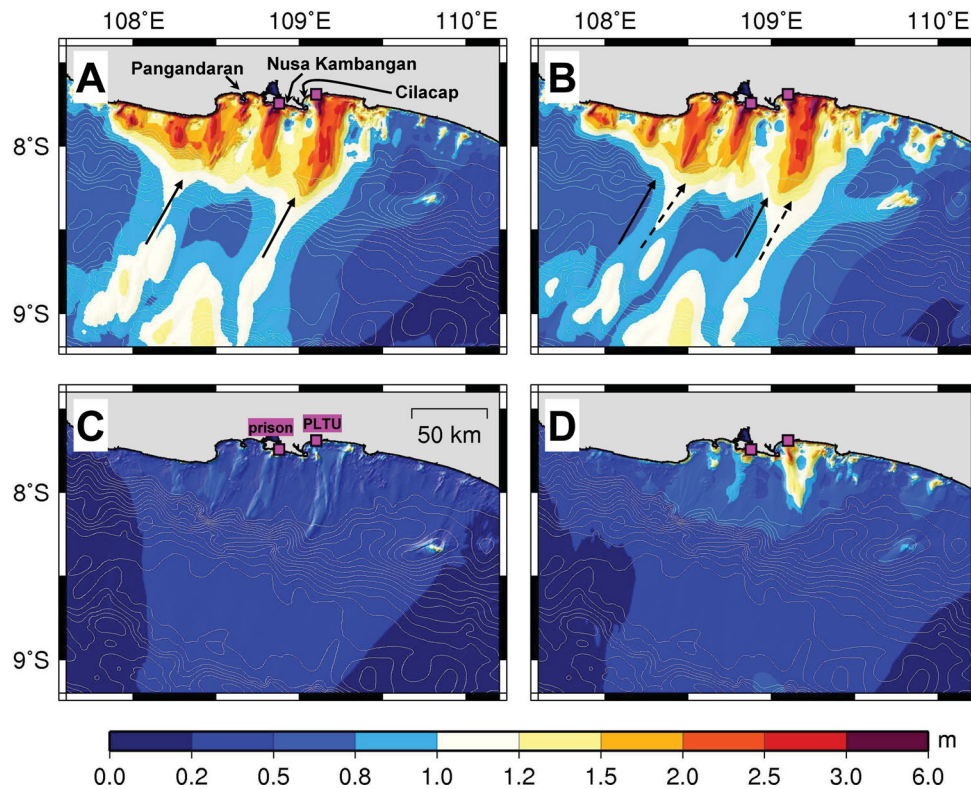 108°E 109°E 110°E 108°E 109°E 110°E
A
Pangandaran
Nusa Kambangan
Cilacap
B
8°S
9°S
C
prison
PLTU
50 km
D
8°S
9°S
m
0.0 0.2 0.5 0.8 1.0 1.2 1.5 2.0 2.5 3.0 6.0